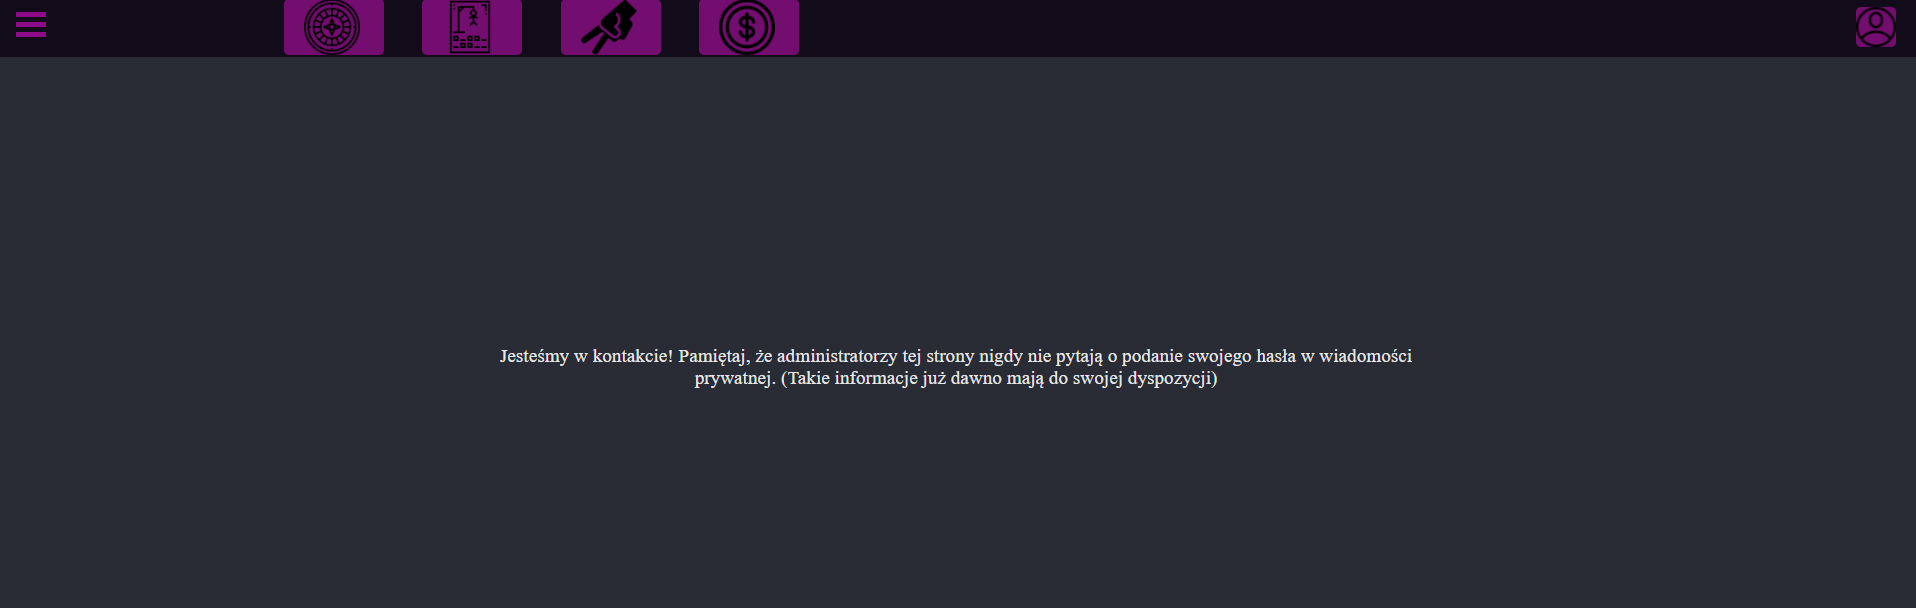 Jesteśmy w kontakcie! Pamiętaj, że administratorzy tej strony nigdy nie pytają o podanie swojego hasła w wiadomości
prywatnej. (Takie informacje już dawno mają do swojej dyspozycji)